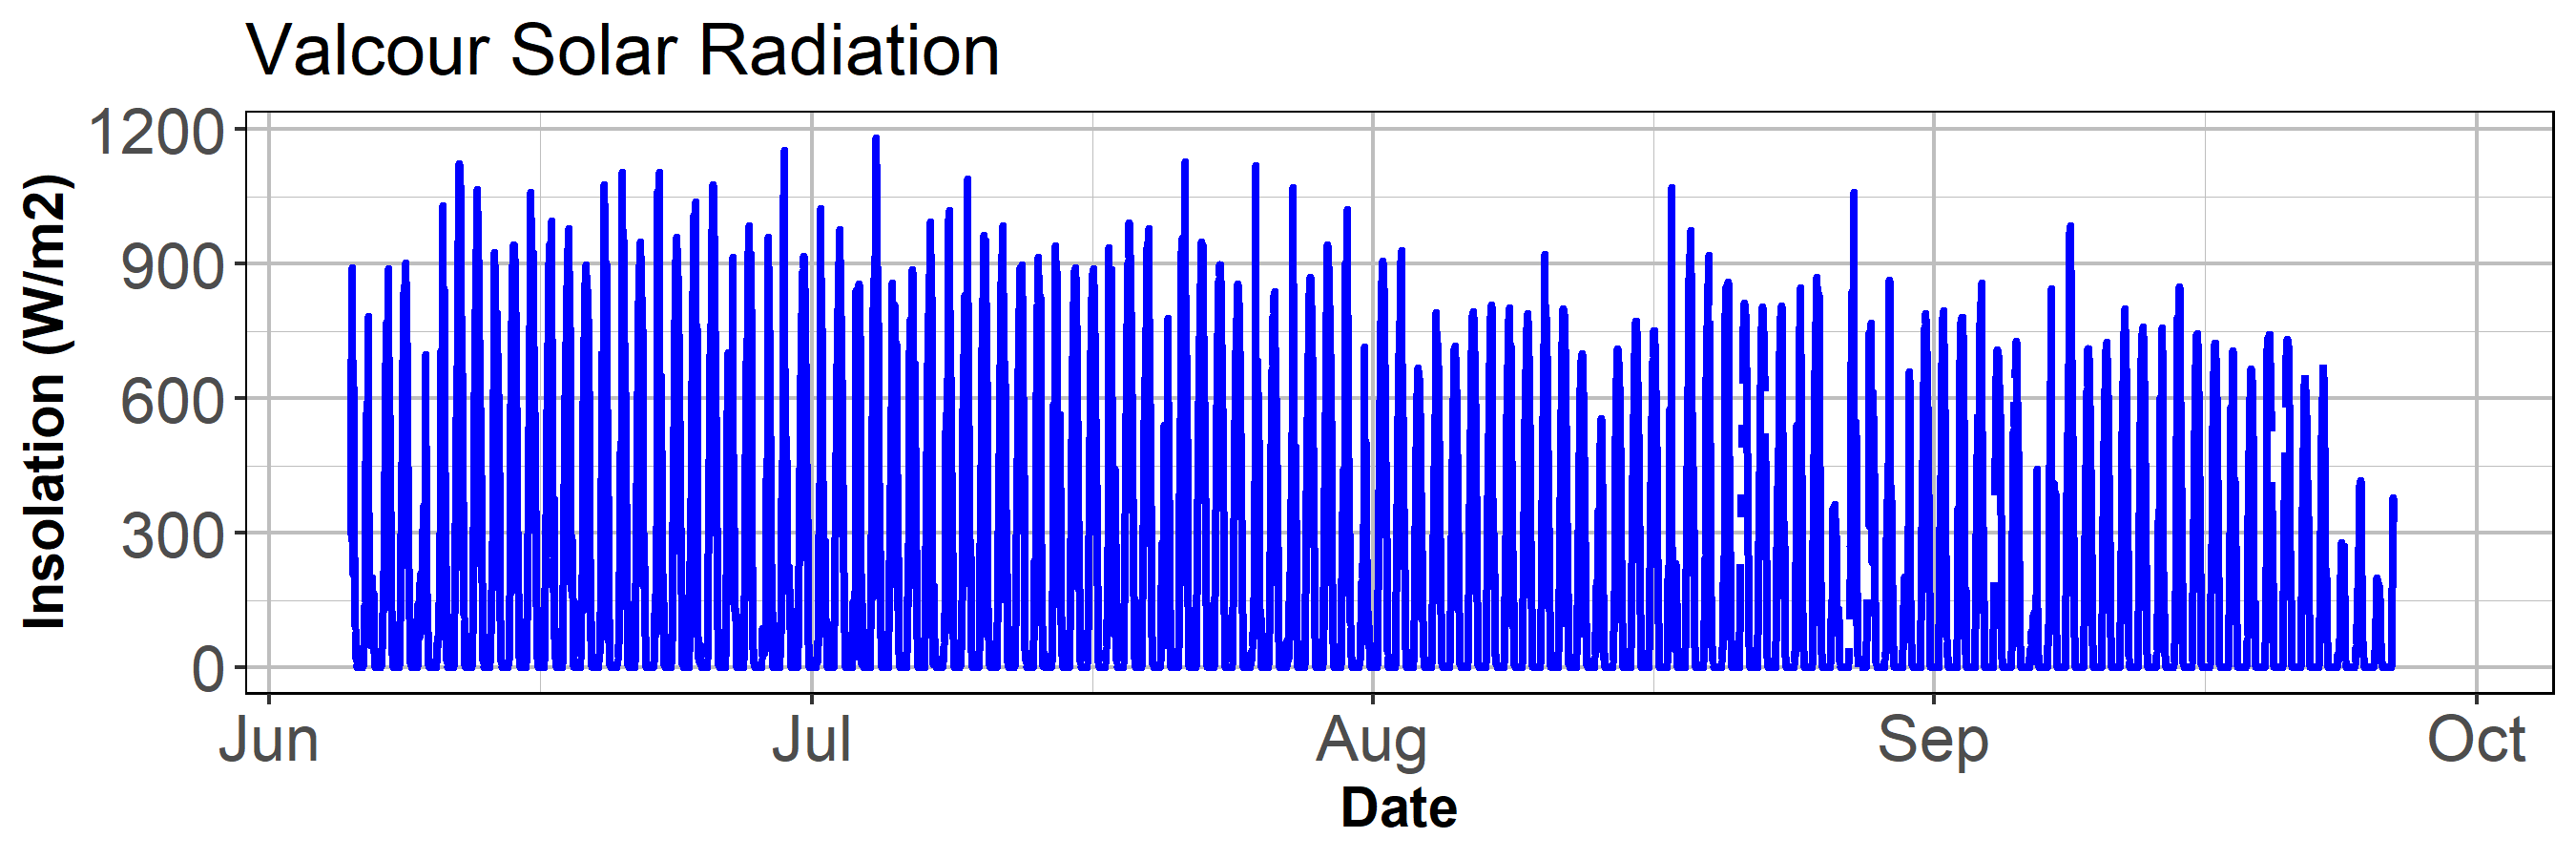 Valcour Solar Radiation
1200
900
600
300
0
Insolation (W/m2)
Jun Jul Aug Sep Oct
Date